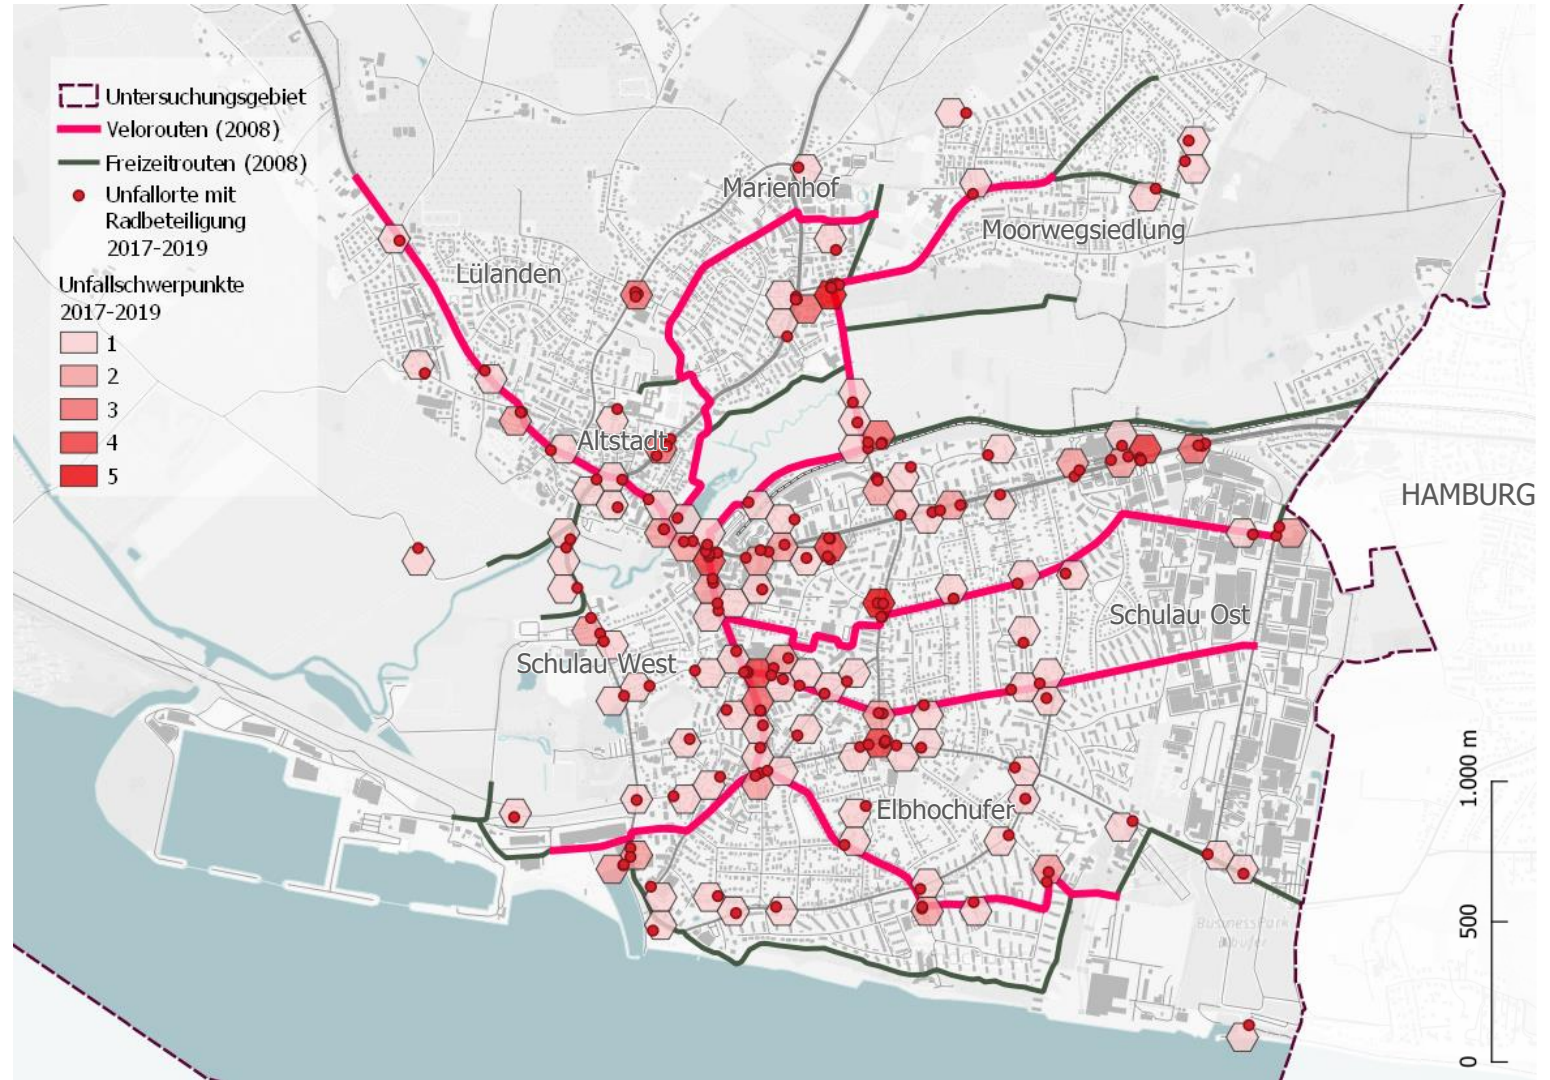 Untersuchungsgebiet
Velorouten (2008)
Freizeitrouten (2008)
Unfallorte mit
Radbeteiligung
2017-2019
Unfallschwerpunkte
2017-2019
1
2
3
4
5
Marienhof
Moorwegsiedlung
Lülanden
Altstadt
HAMBURG
Schulau Ost
Schulau West
Elbhochufer
BusinessPark
1.000 m
500
0